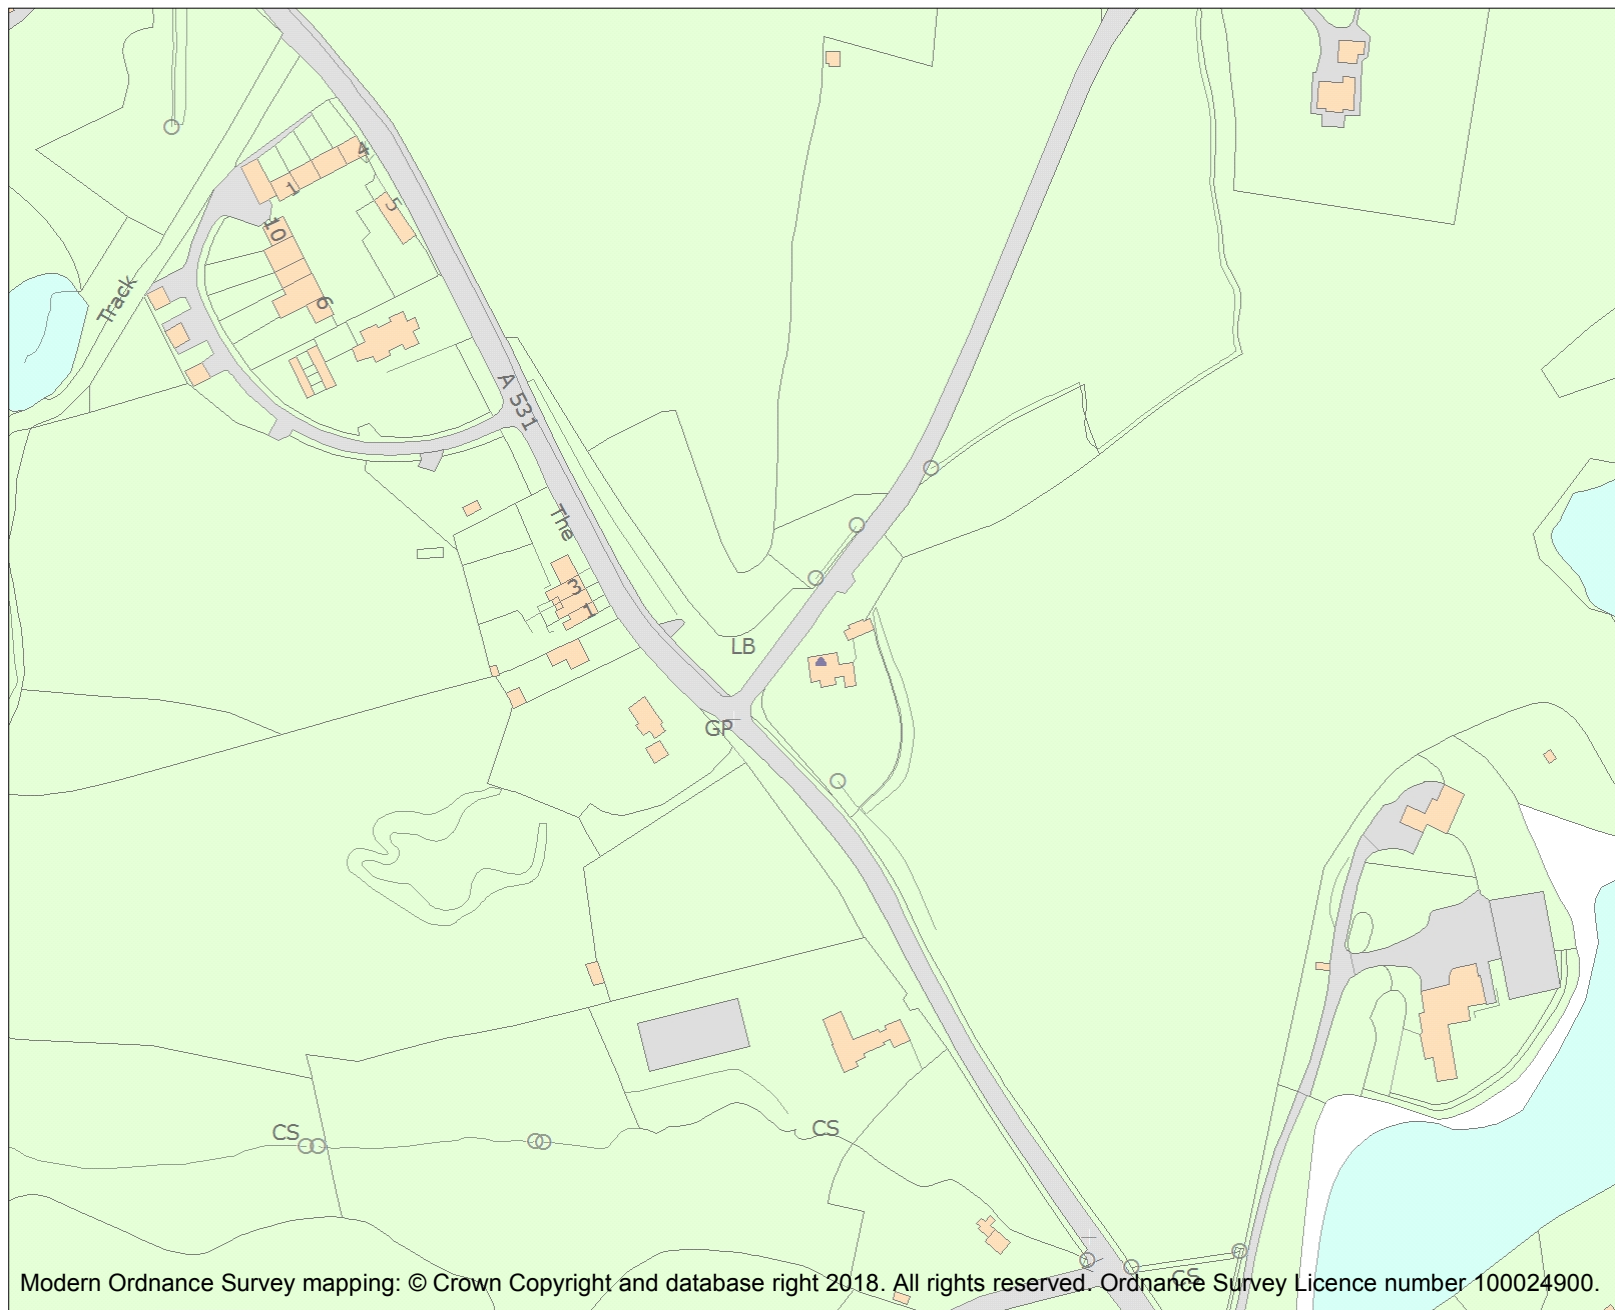 4
1
5
10
Track
6
A 531
The
3
1
LB
GP
CS
CS
CS
Modern Ordnance Survey mapping: © Crown Copyright and database right 2018. All rights reserved. Ordnance Survey Licence number 100024900.